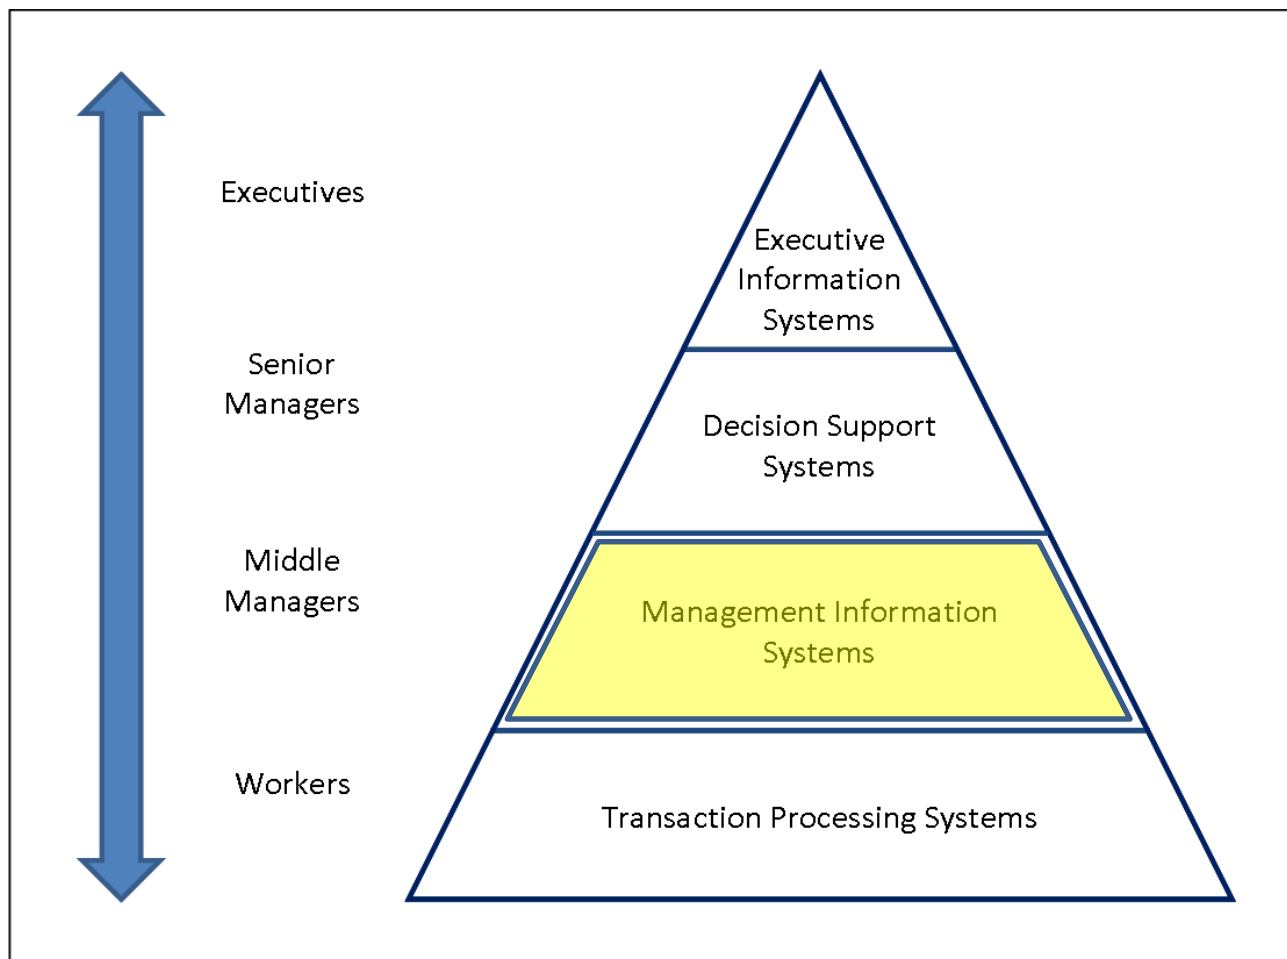 Executives
Executive
Information
Systems
Senior
Managers
Decision Support
Systems
Middle
Managers
Management Information
Systems
Workers
Transaction Processing Systems